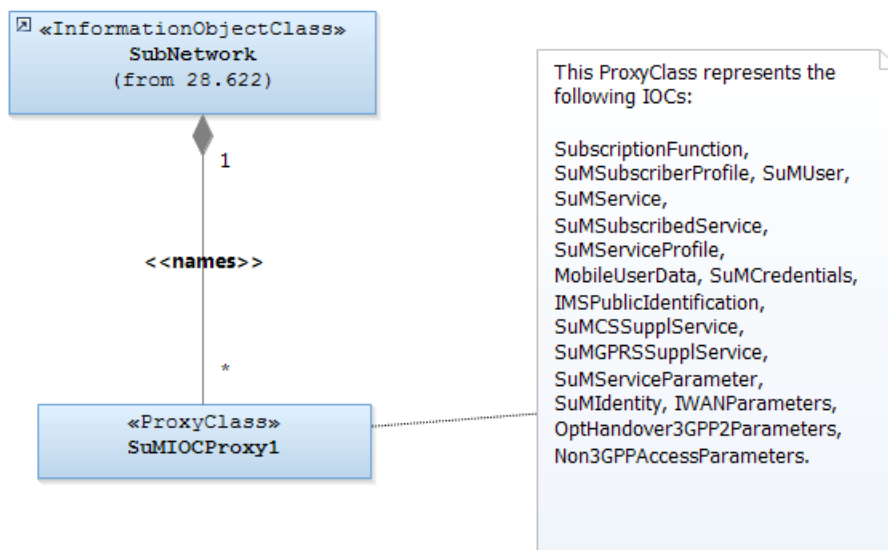 «InformationObjectClass»
SubNetwork
(from 28.622)
1
<<names>>
*
«ProxyClass»
SuMIOCProxy1
This ProxyClass represents the
following IOCs:
SubscriptionFunction,
SuMSubscriberProfile, SuMUser,
SuMService,
SuMSubscribedService,
SuMServiceProfile,
MobileUserData, SuMCredentials,
IMSPublicIdentification,
SuMCSSupplService,
SuMGPRSSupplService,
SuMServiceParameter,
SuMIdentity, IWANParameters,
OptHandover3GPP2Parameters,
Non3GPPAccessParameters.